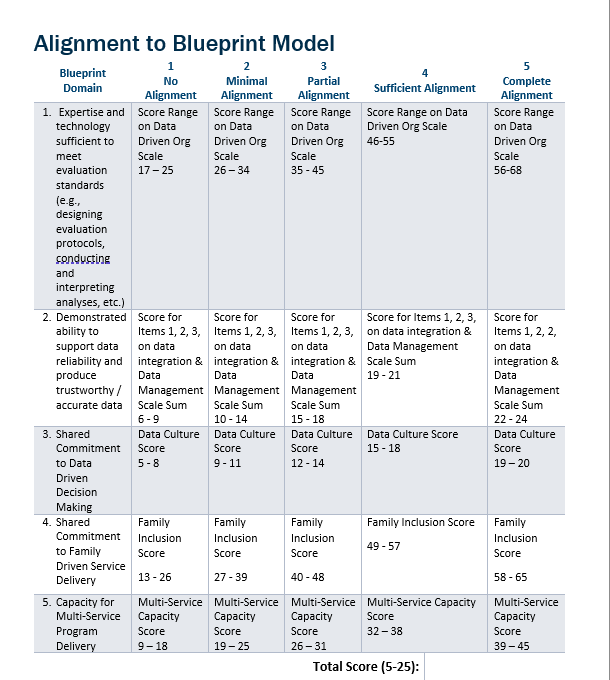 Alignment to Blueprint Model
Blueprint
Domain
1
No
Alignment
2
Minimal
Alignment
3
Partial
Alignment
4
Sufficient Alignment
5
Complete
Alignment
1. Expertise and
technology
sufficient to
meet
evaluation
standards
(e.g.,
designing
evaluation
protocols,
conducting
and
interpreting
analyses, etc.)
Score Range
on Data
Driven Org
Scale
17 – 25
Score Range
on Data
Driven Org
Scale
26 – 34
Score Range
on Data
Driven Org
Scale
35 - 45
Score Range on Data
Driven Org Scale
46-55
Score Range
on Data
Driven Org
Scale
56-68
2. Demonstrated
ability to
support data
reliability and
produce
trustworthy /
accurate data
Score for
Items 1, 2, 3,
on data
integration &
Data
Management
Scale Sum
6 - 9
Score for
Items 1, 2, 3,
on data
integration &
Data
Management
Scale Sum
10 - 14
Score for
Items 1, 2, 3,
on data
integration &
Data
Management
Scale Sum
15 - 18
Score for Items 1, 2, 3,
on data integration &
Data Management
Scale Sum
19 - 21
Score for
Items 1, 2, 2,
on data
integration &
Data
Management
Scale Sum
22 - 24
3. Shared
Commitment
to Data
Driven
Decision
Making
Data Culture
Score
5 - 8
Data Culture
Score
9 - 11
Data Culture
Score
12 - 14
Data Culture Score
15 - 18
Data Culture
Score
19 – 20
4. Shared
Commitment
to Family
Driven Service
Delivery
Family
Inclusion
Score
13 - 26
Family
Inclusion
Score
27 - 39
Family
Inclusion
Score
40 - 48
Family Inclusion Score
49 - 57
Family
Inclusion
Score
58 - 65
5. Capacity for
Multi-Service
Program
Delivery
Multi-Service
Capacity
Score
9 – 18
Multi-Service
Capacity
Score
19 – 25
Multi-Service
Capacity
Score
26 – 31
Multi-Service Capacity
Score
32 – 38
Multi-Service
Capacity
Score
39 – 45
Total Score (5-25):